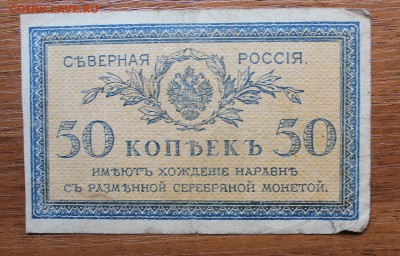 СѢВЕРНАЯ РОССІЯ.
50 КОПѢЕКЪ 50
ИМѢЮТЪ ХОЖДЕНІЕ НАРАВНѢ
СЪ РАЗМѢННОЙ СЕРЕБРЯНОЙ МОНЕТОЙ.